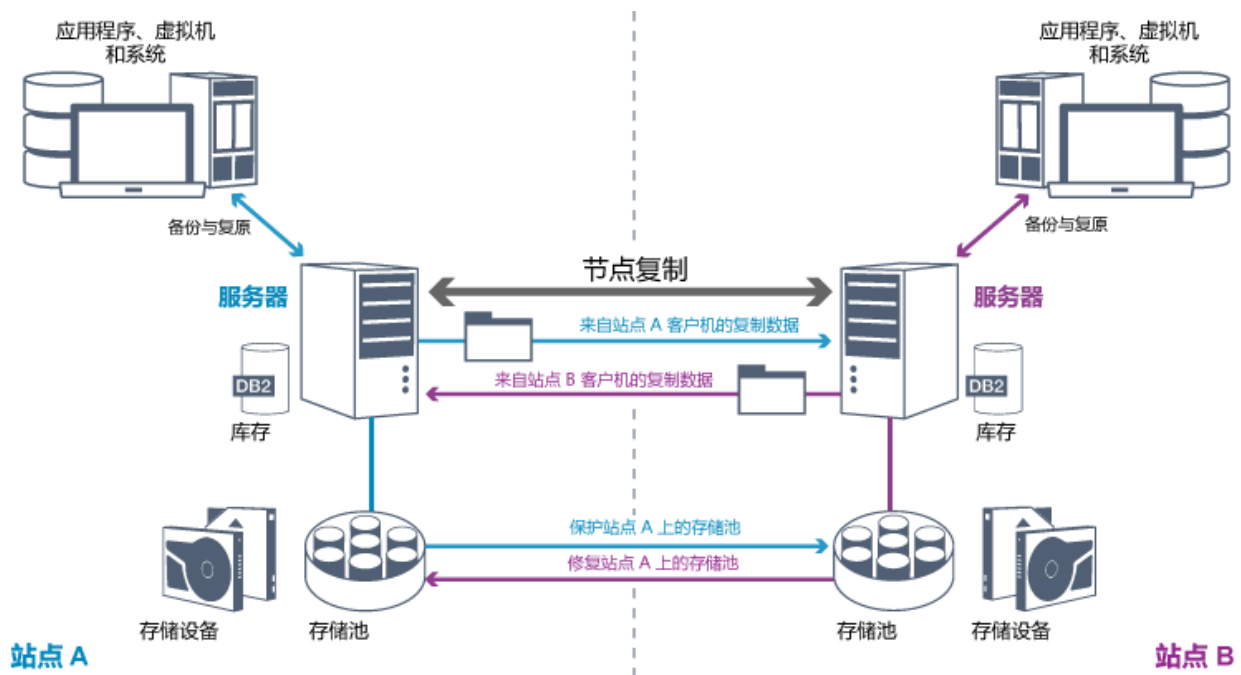 应用程序、虚拟机
和系统
应用程序、虚拟机
和系统
备份与复原
备份与复原
节点复制
服务器
服务器
来自站点 A 客户机的复制数据
来自站点 B 客户机的复制数据
DB2
DB2
库存
库存
保护站点 A 上的存储池
修复站点 A 上的存储池
存储设备
存储池
存储池
存储设备
站点 A
站点 B